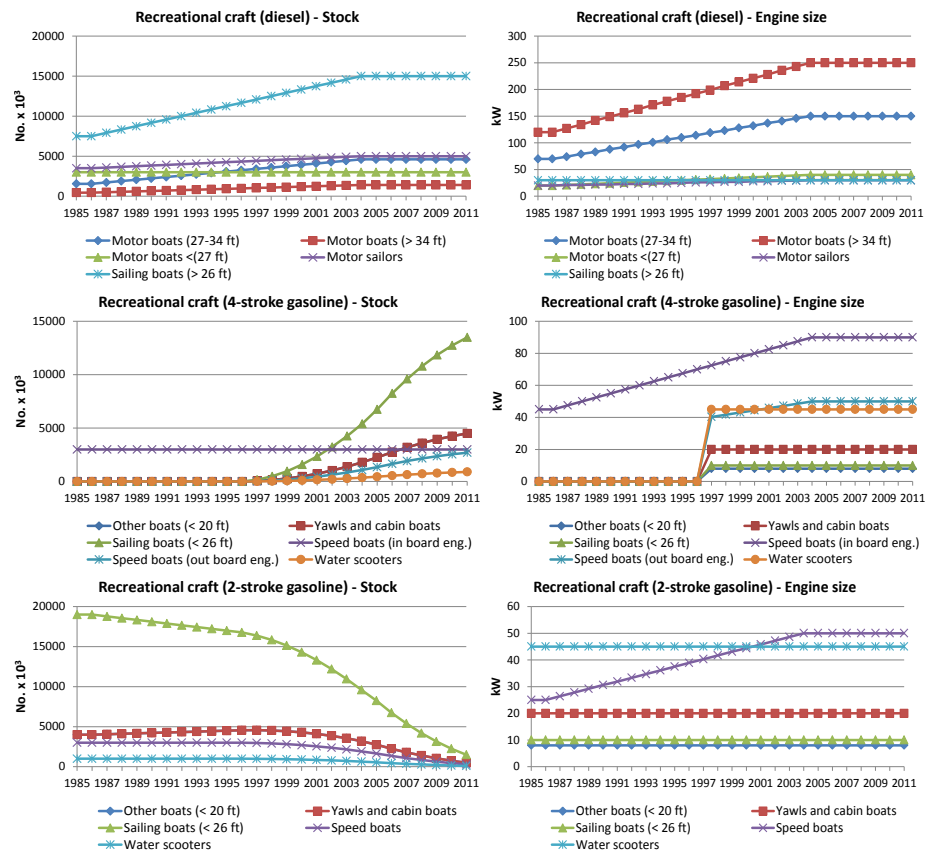 Recreational craft (diesel) - Stock
No. x 10³
20000
15000
10000
5000
0
1985 1987 1989 1991 1993 1995 1997 1999 2001 2003 2005 2007 2009 2011
Motor boats (27-34 ft) Motor boats (> 34 ft)
Motor boats <(27 ft) Motor sailors
Sailing boats (> 26 ft)
Recreational craft (diesel) - Engine size
kW
300
250
200
150
100
50
0
1985 1987 1989 1991 1993 1995 1997 1999 2001 2003 2005 2007 2009 2011
Motor boats (27-34 ft) Motor boats (> 34 ft)
Motor boats <(27 ft) Motor sailors
Sailing boats (> 26 ft)
Recreational craft (4-stroke gasoline) - Stock
No. x 10³
15000
10000
5000
0
1985 1987 1989 1991 1993 1995 1997 1999 2001 2003 2005 2007 2009 2011
Other boats (< 20 ft) Yawls and cabin boats
Sailing boats (< 26 ft) Speed boats (in board eng.)
Speed boats (out board eng.) Water scooters
Recreational craft (4-stroke gasoline) - Engine size
kW
100
80
60
40
20
0
1985 1987 1989 1991 1993 1995 1997 1999 2001 2003 2005 2007 2009 2011
Other boats (< 20 ft) Yawls and cabin boats
Sailing boats (< 26 ft) Speed boats (in board eng.)
Speed boats (out board eng.) Water scooters
Recreational craft (2-stroke gasoline) - Stock
No. x 10³
20000
15000
10000
5000
0
1985 1987 1989 1991 1993 1995 1997 1999 2001 2003 2005 2007 2009 2011
Other boats (< 20 ft) Yawls and cabin boats
Sailing boats (< 26 ft) Speed boats
Water scooters
Recreational craft (2-stroke gasoline) - Engine size
kW
60
50
40
30
20
10
0
1985 1987 1989 1991 1993 1995 1997 1999 2001 2003 2005 2007 2009 2011
Other boats (< 20 ft) Yawls and cabin boats
Sailing boats (< 26 ft) Speed boats
Water scooters